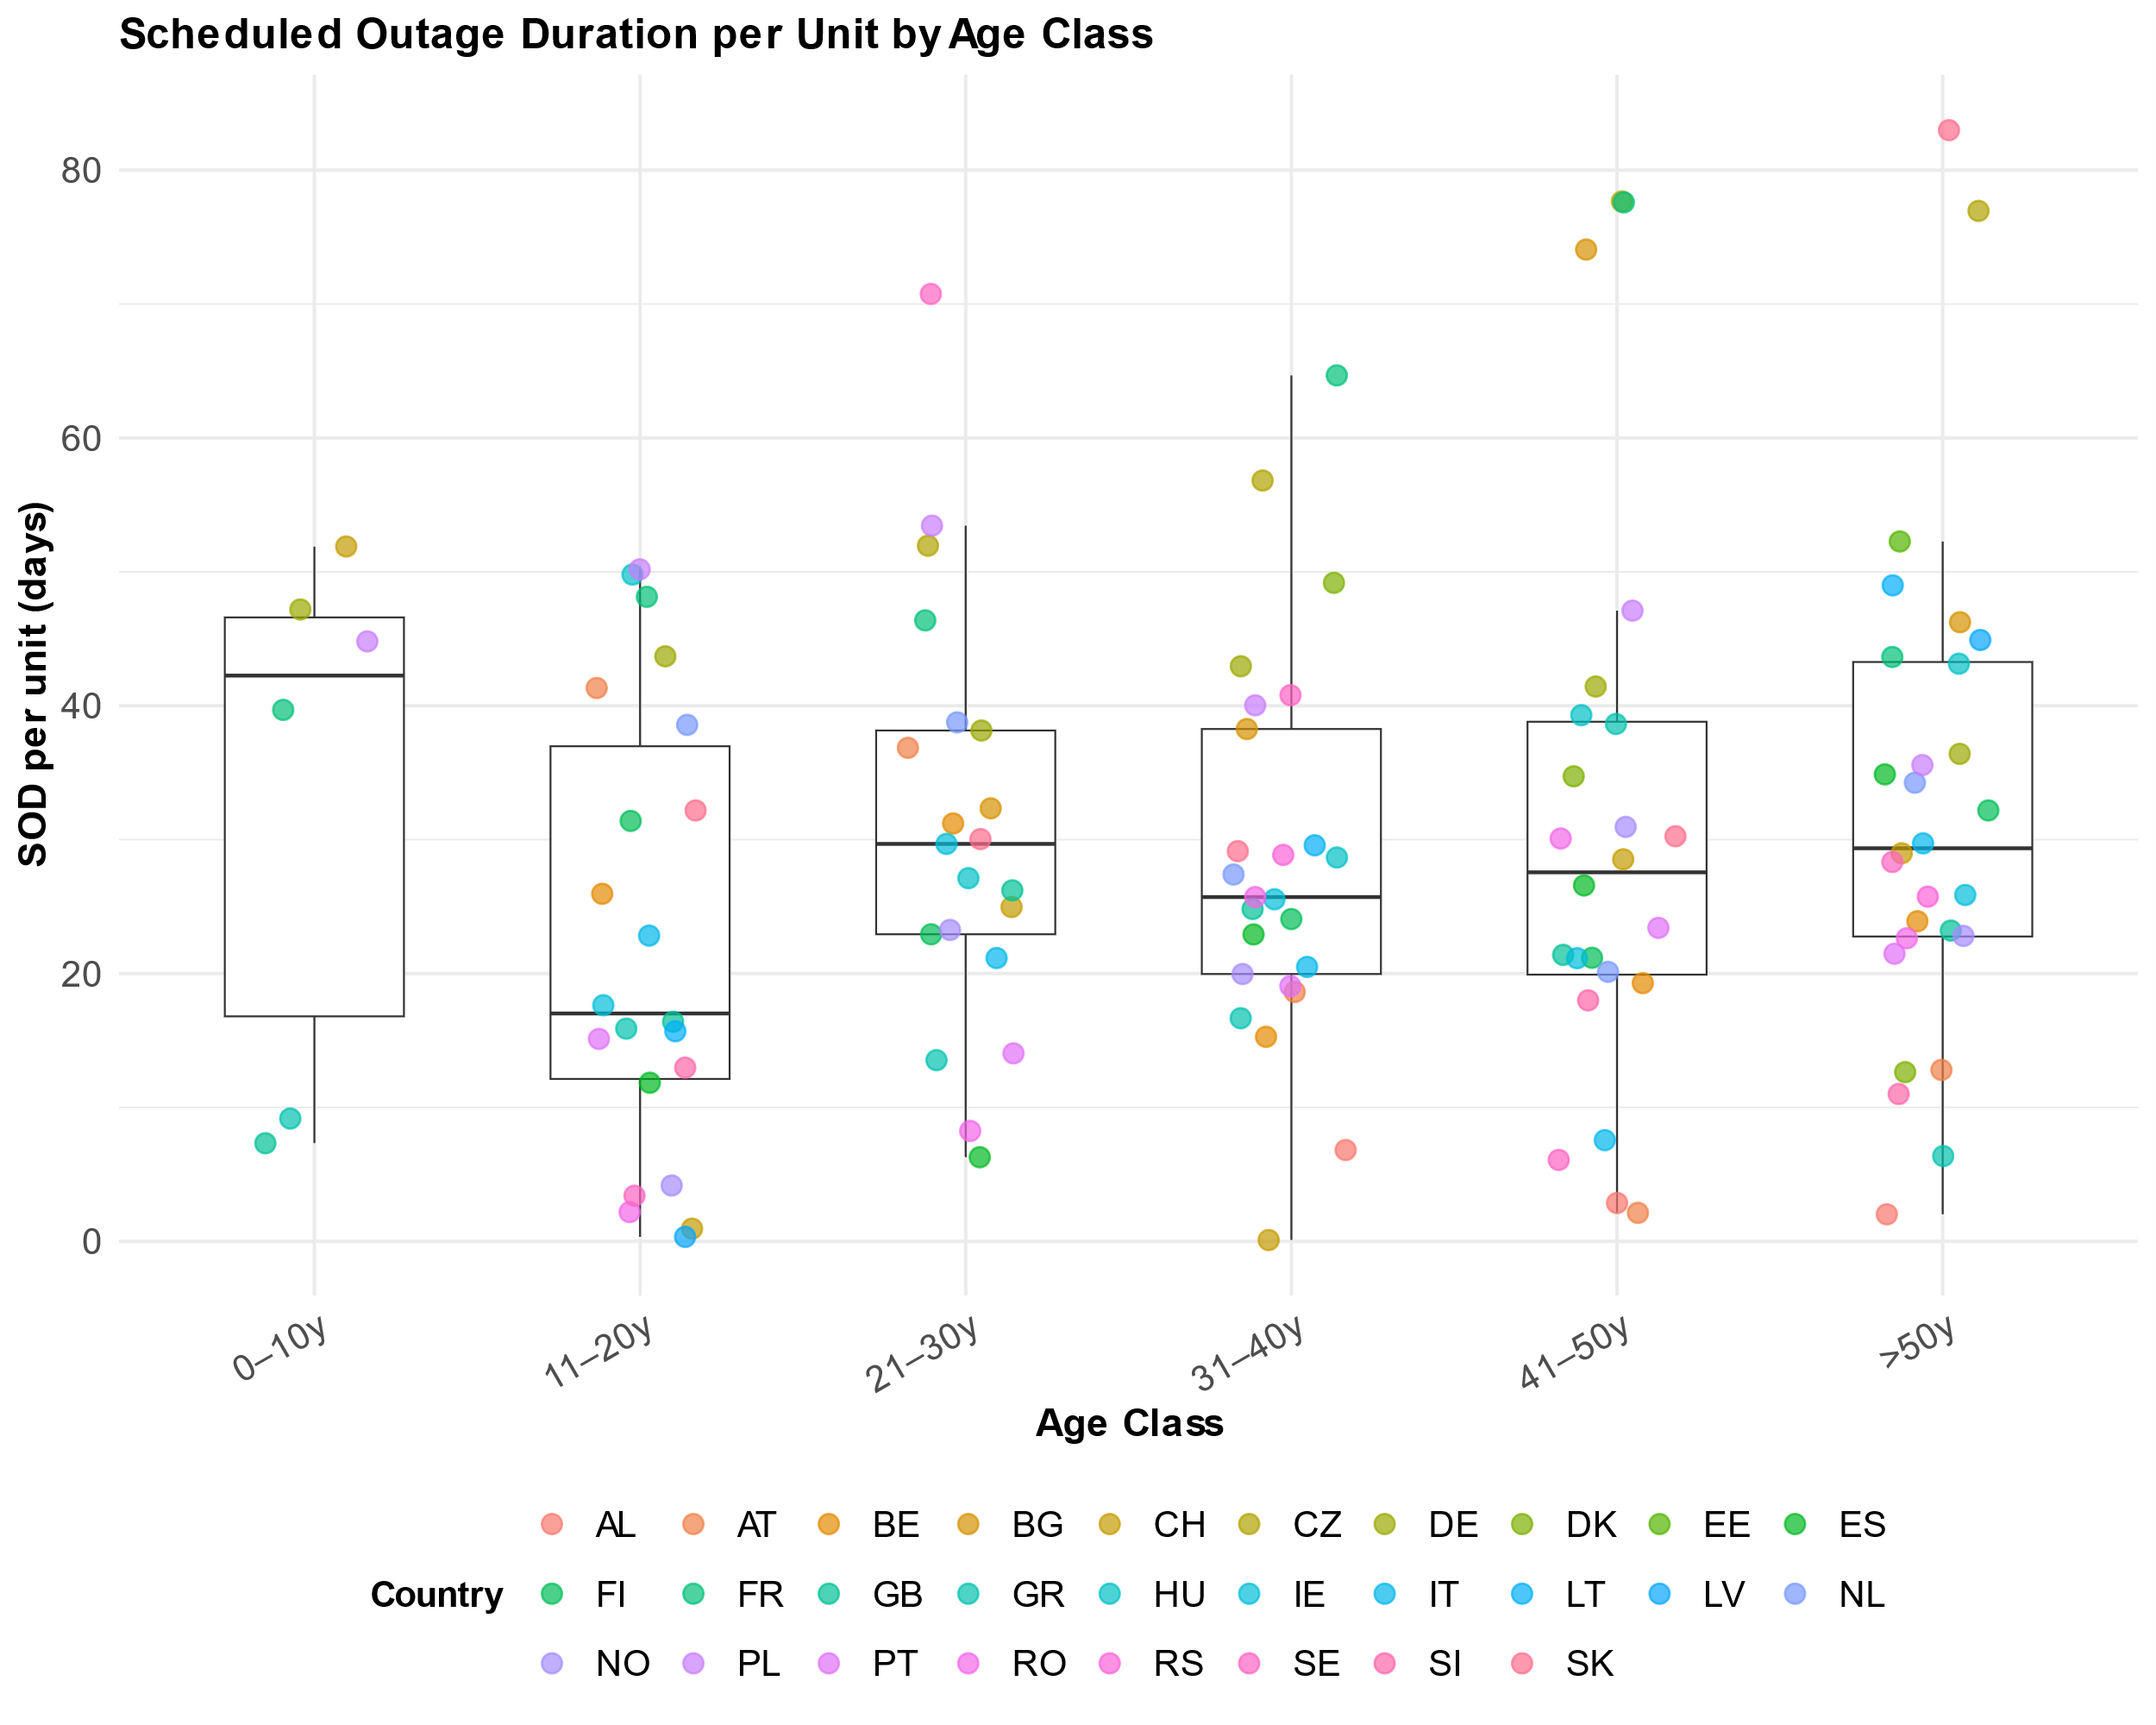 Scheduled Outage Duration per Unit by Age Class
SOD per unit (days)
80
60
40
20
0
0–10y
11–20y
21–30y
31–40y
41–50y
>50y
Age Class
Country
AL AT BE BG CH CZ DE DK EE ES
FI FR GB GR HU IE IT LT LV NL
NO PL PT RO RS SE SI SK